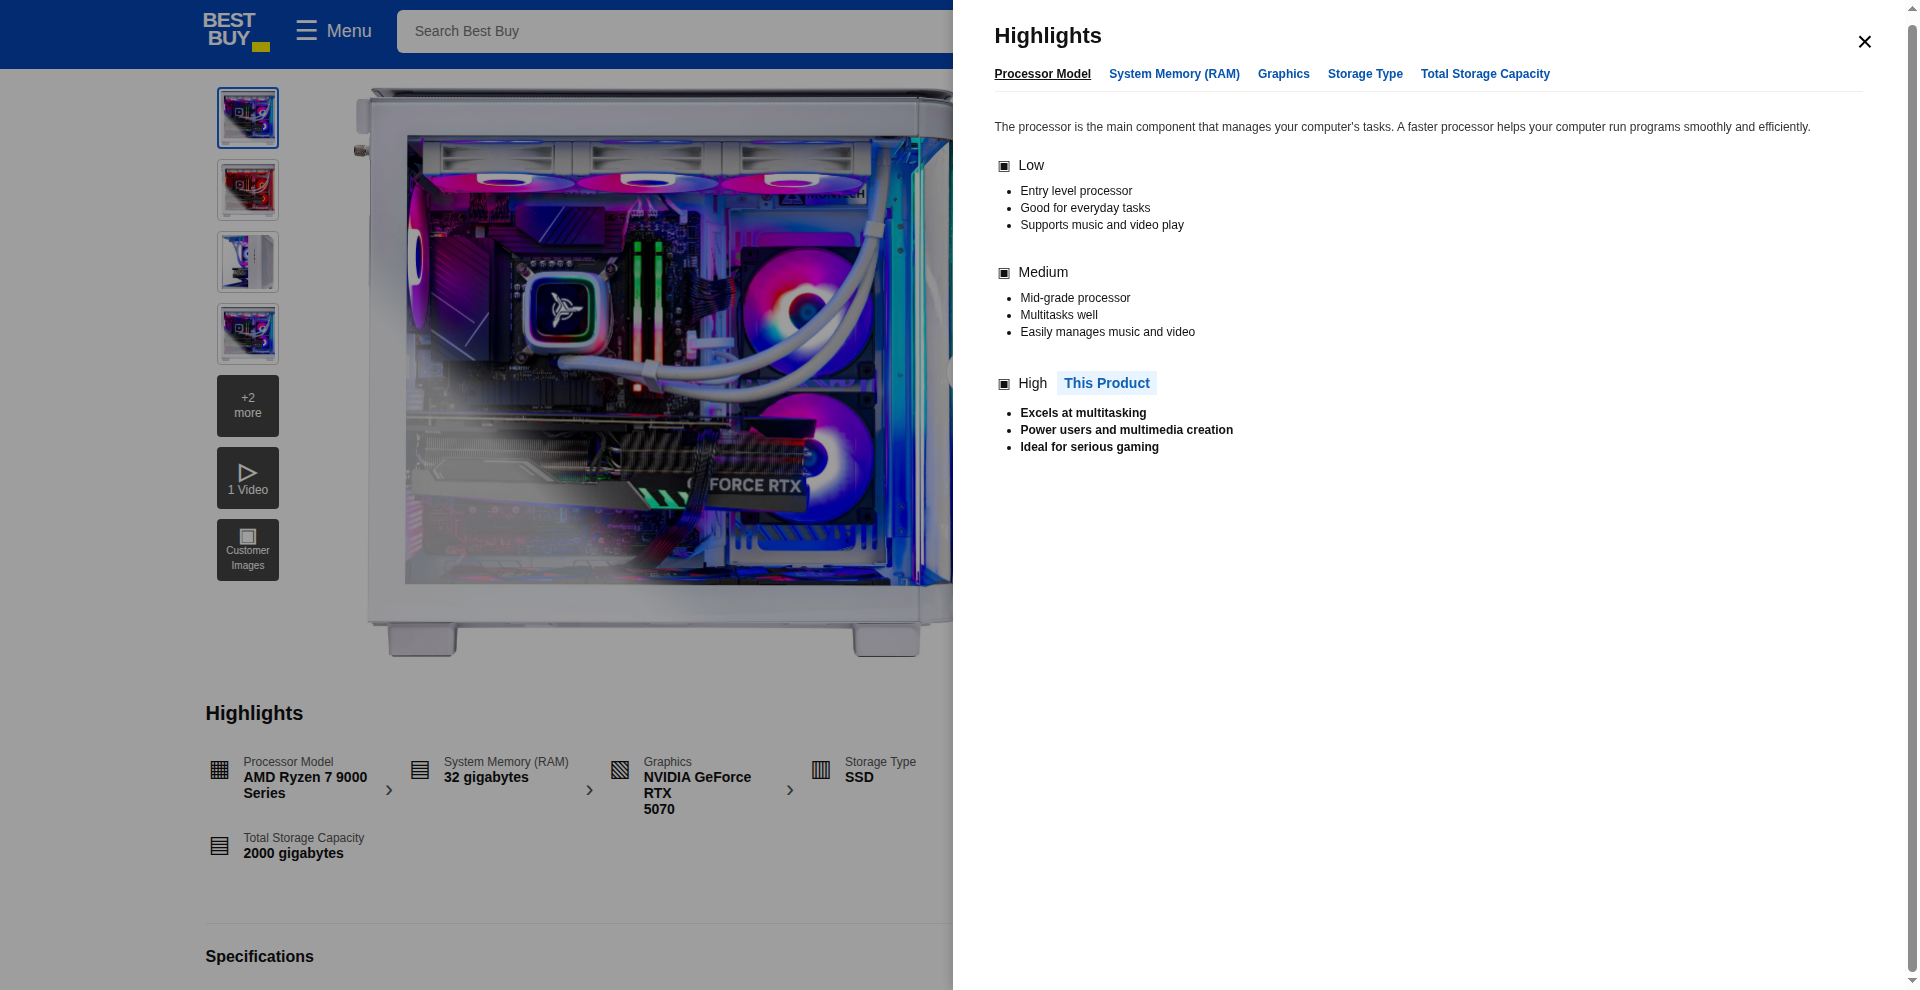 BEST
BUY
Menu
Search Best Buy
+2
more
1 Video
Customer
Images
GEFORCE RTX
Highlights
Processor Model
AMD Ryzen 7 9000
Series
System Memory (RAM)
32 gigabytes
Graphics
NVIDIA GeForce
RTX
5070
Storage Type
SSD
Total Storage Capacity
2000 gigabytes
Specifications
Highlights
Processor Model System Memory (RAM) Graphics Storage Type Total Storage Capacity
The processor is the main component that manages your computer's tasks. A faster processor helps your computer run programs smoothly and efficiently.
Low
• Entry level processor
• Good for everyday tasks
• Supports music and video play
Medium
• Mid-grade processor
• Multitasks well
• Easily manages music and video
High This Product
• Excels at multitasking
• Power users and multimedia creation
• Ideal for serious gaming